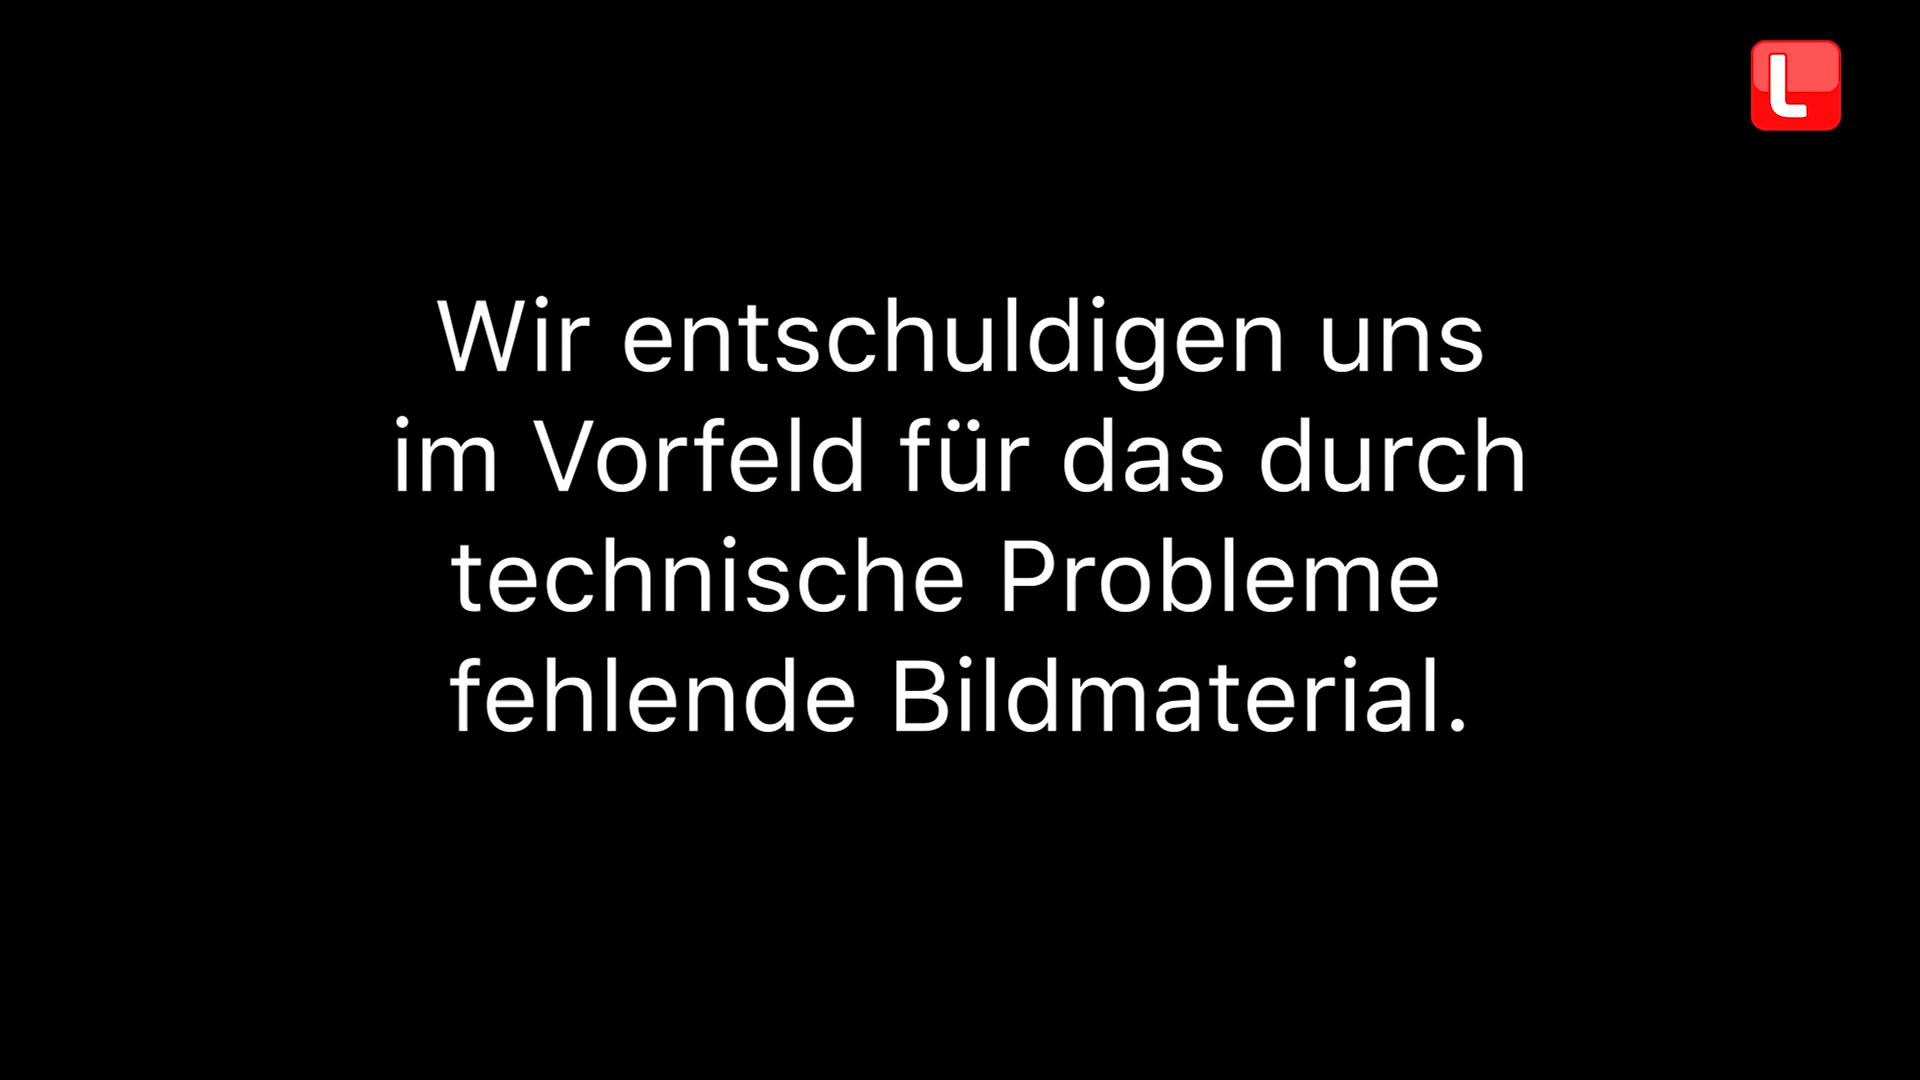 L
Wir entschuldigen uns
im Vorfeld für das durch
technische Probleme
fehlende Bildmaterial.